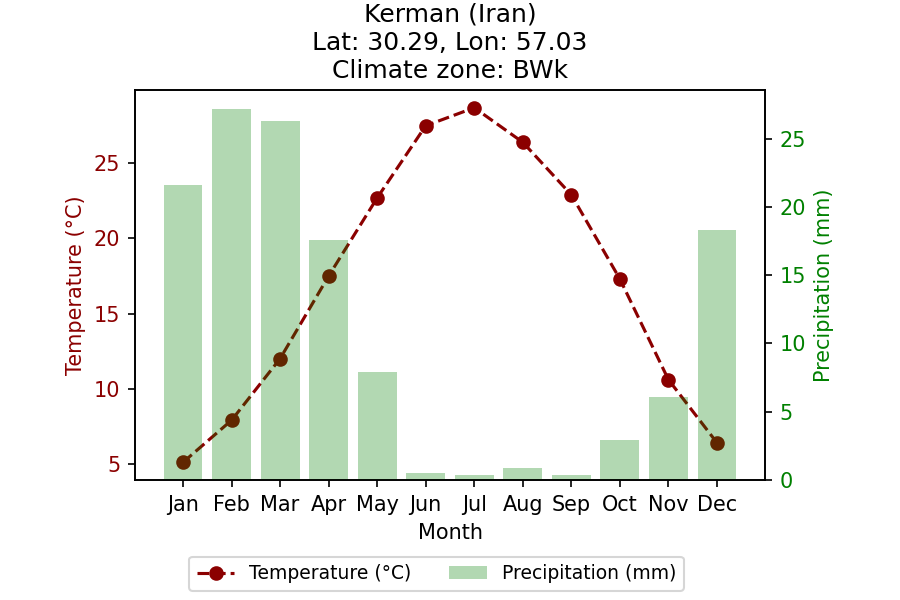 Kerman (Iran)
Lat: 30.29, Lon: 57.03
Climate zone: BWk
Temperature (°C)
25
20
15
10
5
Precipitation (mm)
25
20
15
10
5
0
Jan Feb Mar Apr May Jun Jul Aug Sep Oct Nov Dec
Month
Temperature (°C) Precipitation (mm)